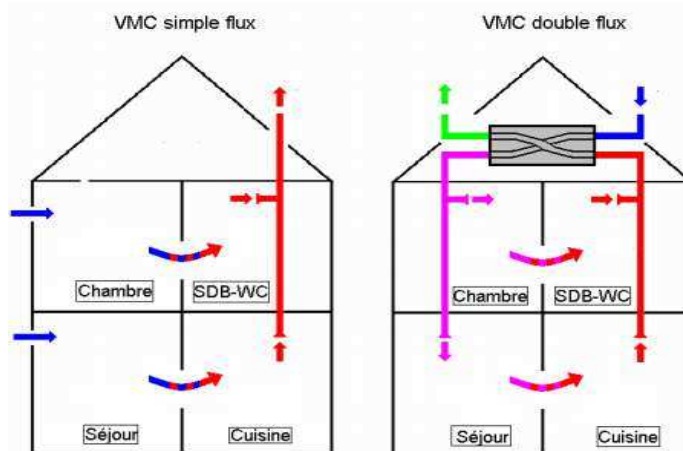 VMC simple flux
VMC double flux
Chambre
SDB-WC
Séjour
Cuisine
Chambre
SDB-WC
Séjour
Cuisine